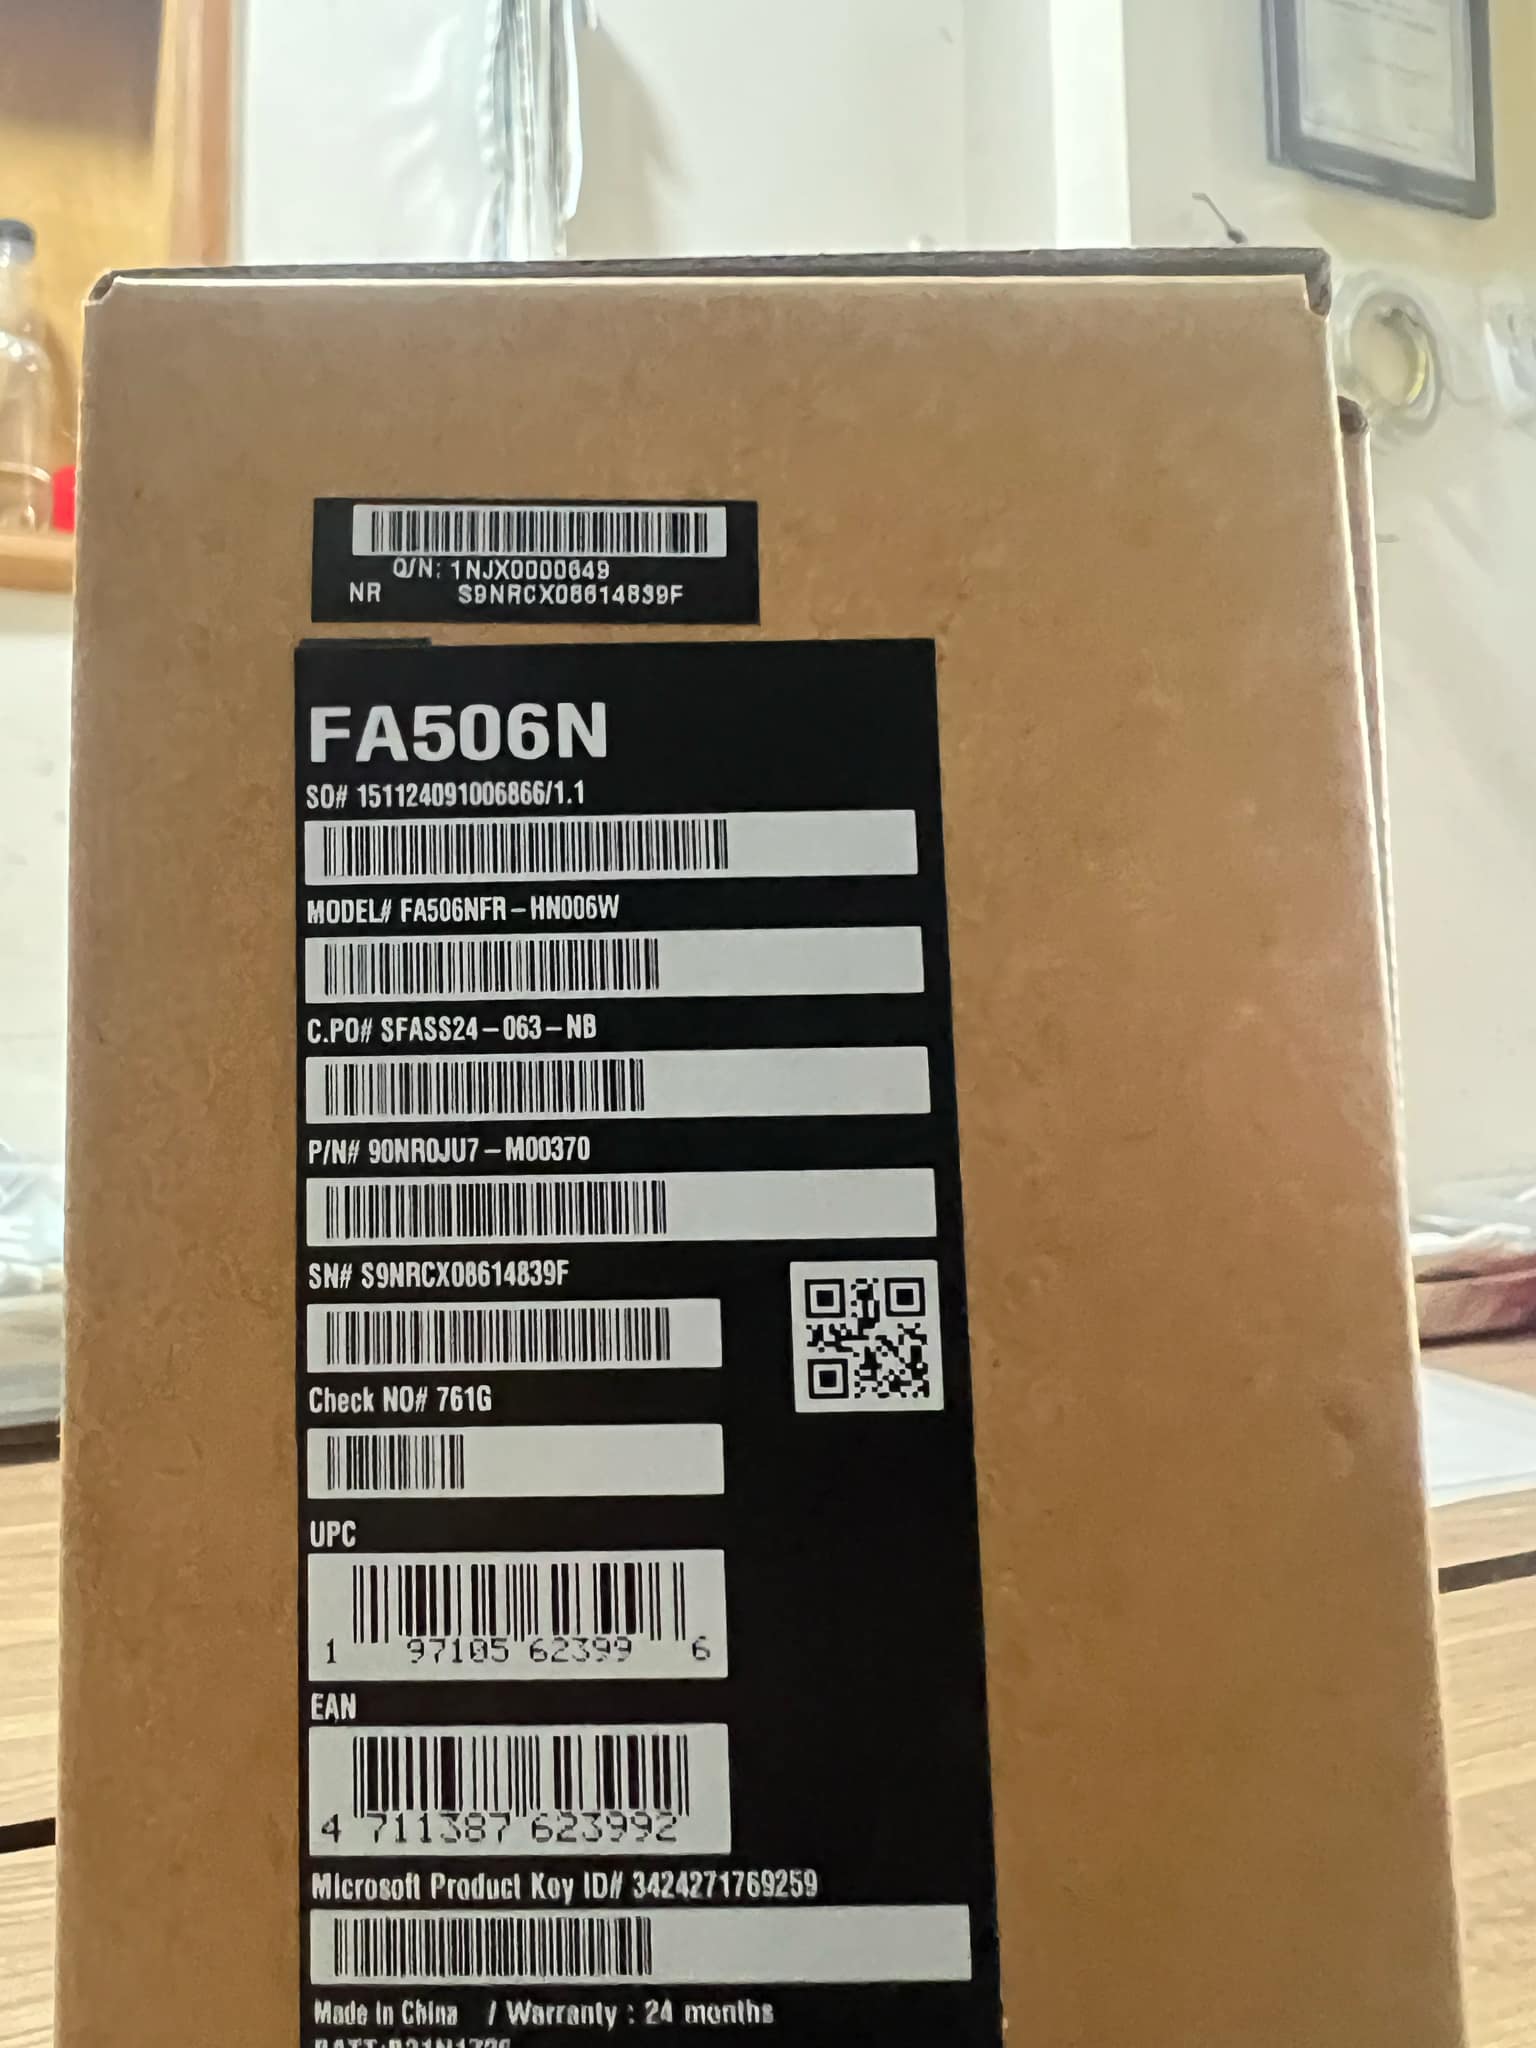 Q/N: 1NJX0000649
NR S9NRCX08614839F
FA506N
SO# 151124091006866/1.1
MODEL# FA506NFR-HN006W
C.PO# SFASS24-063-NB
P/N# 90NR0JU7-M00370
SN# S9NRCX08614839F
Check NO# 761G
UPC
1 97105 62399 6
EAN
4 711387 623992
Microsoft Product Key ID# 3424271769259
Made in China / Warranty : 24 months